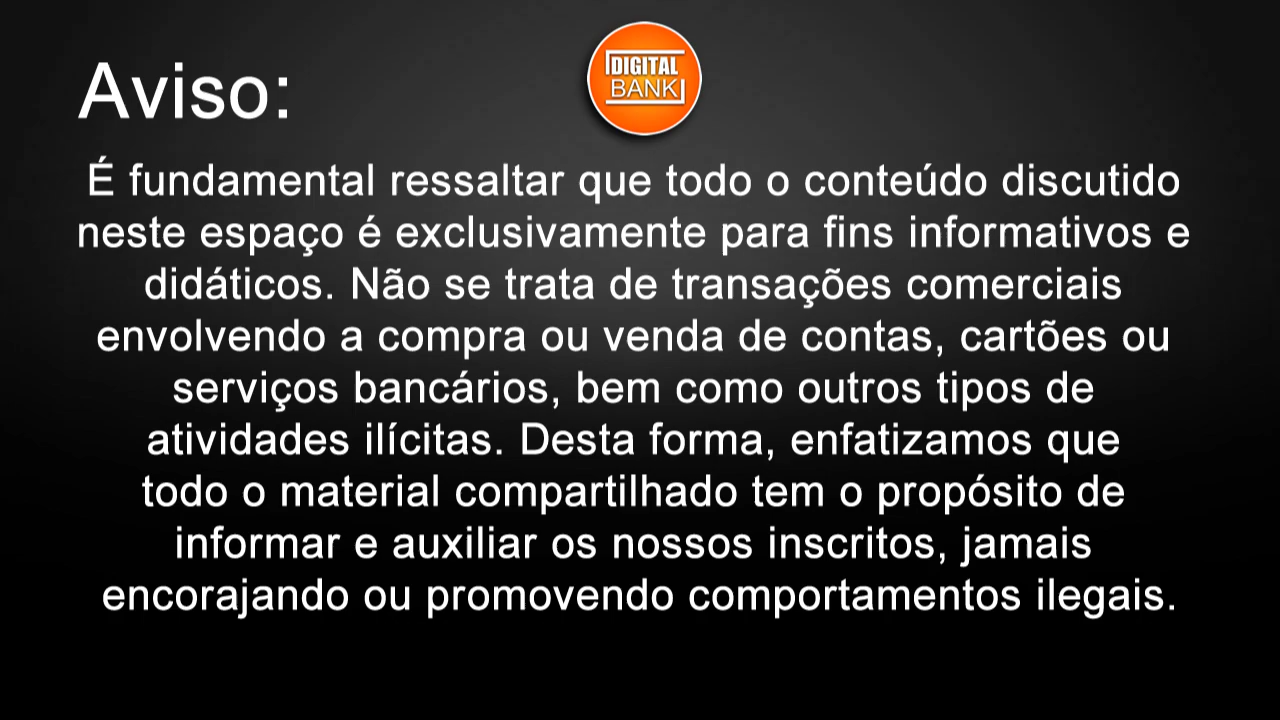 Aviso:
DIGITAL
BANK
É fundamental ressaltar que todo o conteúdo discutido
neste espaço é exclusivamente para fins informativos e
didáticos. Não se trata de transações comerciais
envolvendo a compra ou venda de contas, cartões ou
serviços bancários, bem como outros tipos de
atividades ilícitas. Desta forma, enfatizamos que
todo o material compartilhado tem o propósito de
informar e auxiliar os nossos inscritos, jamais
encorajando ou promovendo comportamentos ilegais.